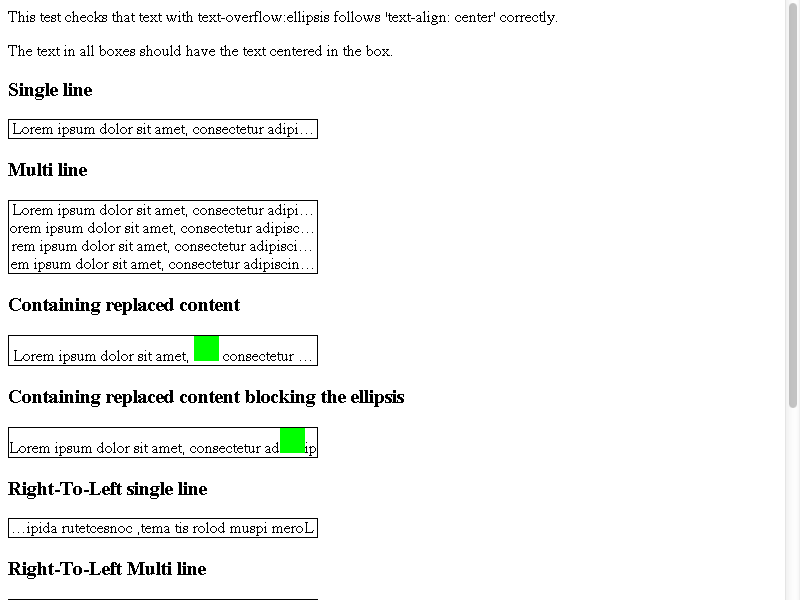 This test checks that text with text-overflow:ellipsis follows 'text-align: center' correctly.
The text in all boxes should have the text centered in the box.
Single line
Lorem ipsum dolor sit amet, consectetur adipi…
Multi line
Lorem ipsum dolor sit amet, consectetur adipi…
orem ipsum dolor sit amet, consectetur adipisc…
rem ipsum dolor sit amet, consectetur adipisci…
em ipsum dolor sit amet, consectetur adipiscin…
Containing replaced content
Lorem ipsum dolor sit amet, consectetur …
Containing replaced content blocking the ellipsis
Lorem ipsum dolor sit amet, consectetur ad ip
Right-To-Left single line
…ipida rutetcesnoc ,tema tis rolod muspi meroL
Right-To-Left Multi line